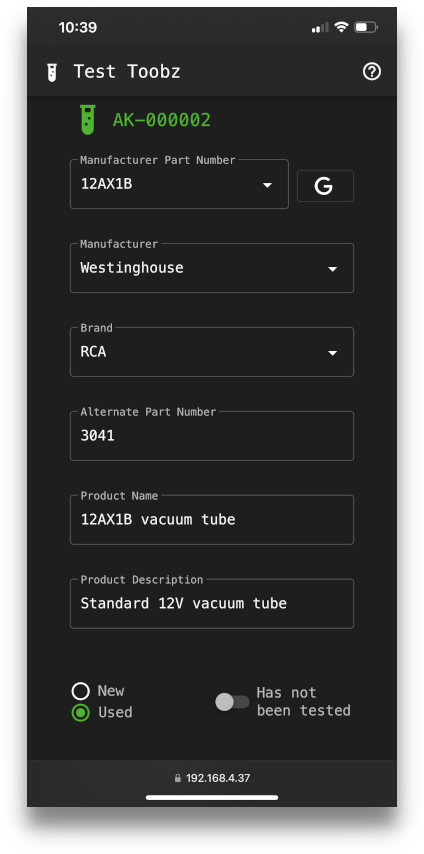 10:39
Test Toobz
AK-000002
Manufacturer Part Number
12AX1B
G
Manufacturer
Westinghouse
Brand
RCA
Alternate Part Number
3041
Product Name
12AX1B vacuum tube
Product Description
Standard 12V vacuum tube
New
Used
Has not
been tested
192.168.4.37